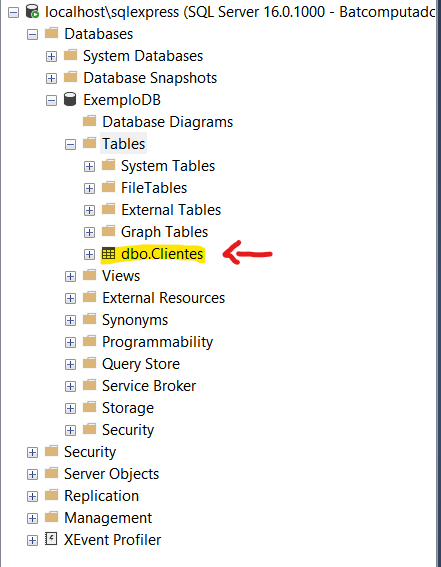 localhost\sqlexpress (SQL Server 16.0.1000 - Batcomputado
Databases
System Databases
Database Snapshots
ExemploDB
Database Diagrams
Tables
System Tables
FileTables
External Tables
Graph Tables
dbo.Clientes
Views
External Resources
Synonyms
Programmability
Query Store
Service Broker
Storage
Security
Security
Server Objects
Replication
Management
XEvent Profiler